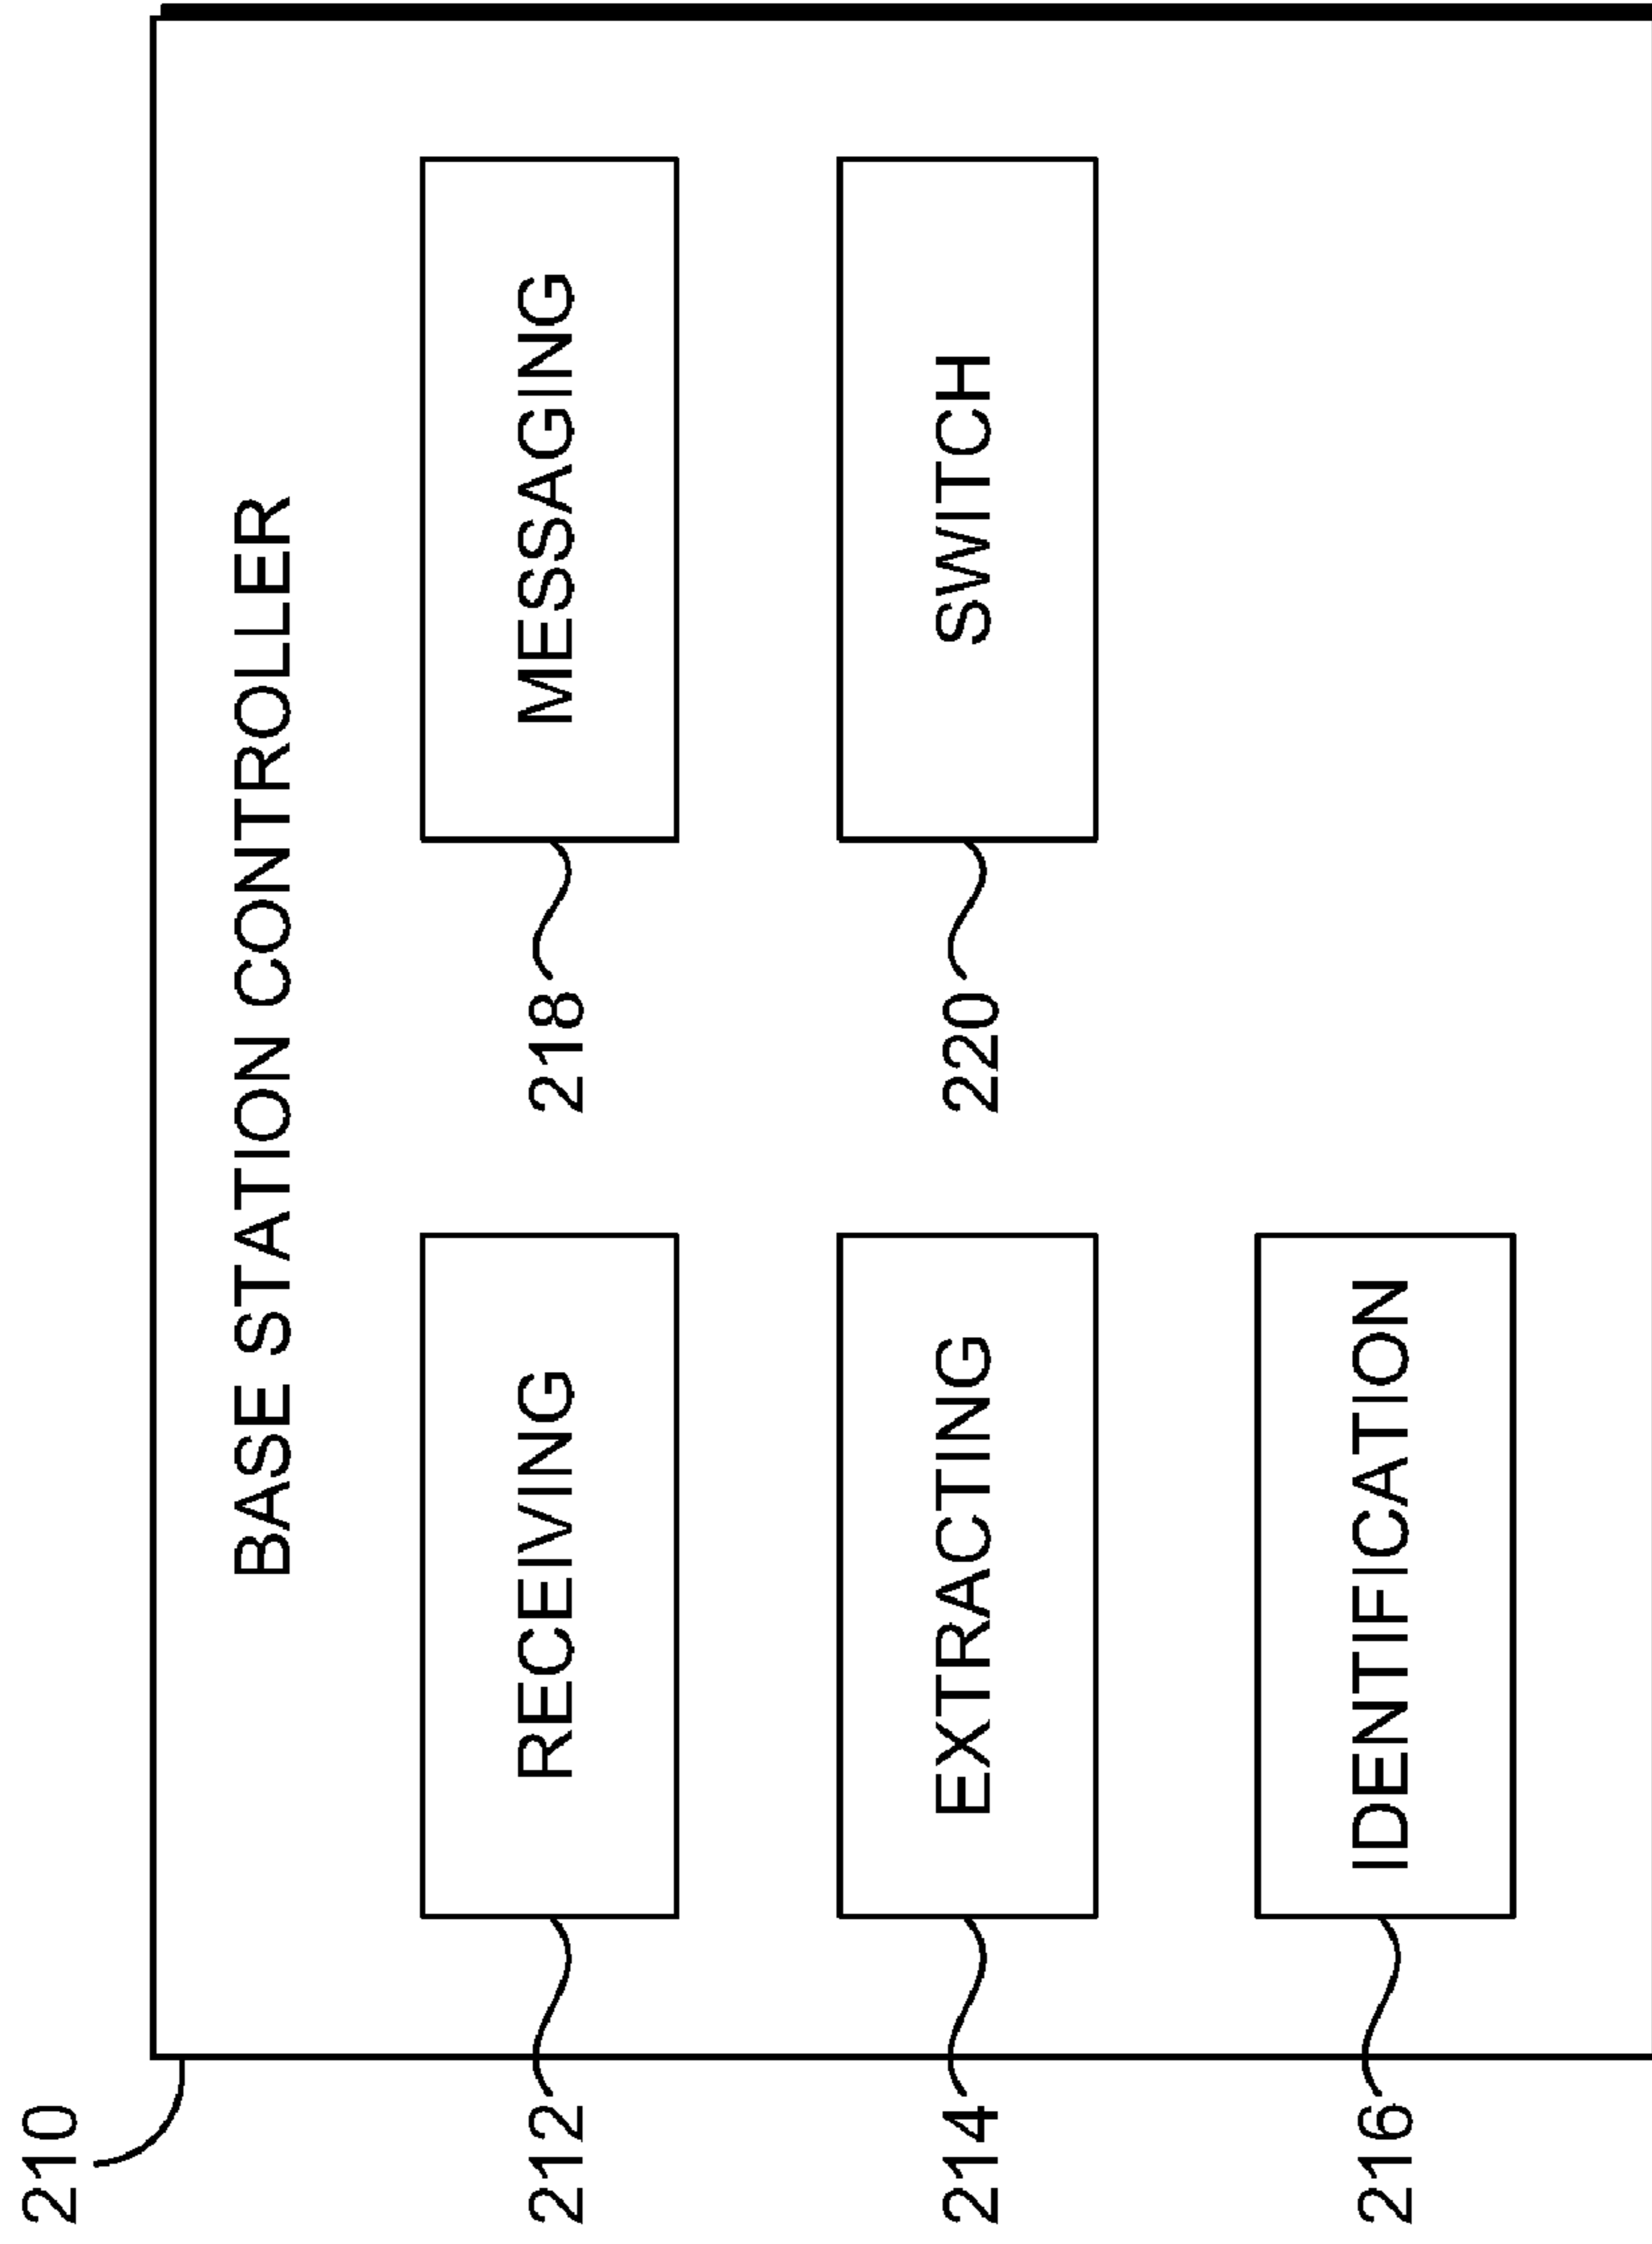 210
BASE STATION CONTROLLER
212
RECEIVING
218
MESSAGING
214
EXTRACTING
220
SWITCH
216
IDENTIFICATION